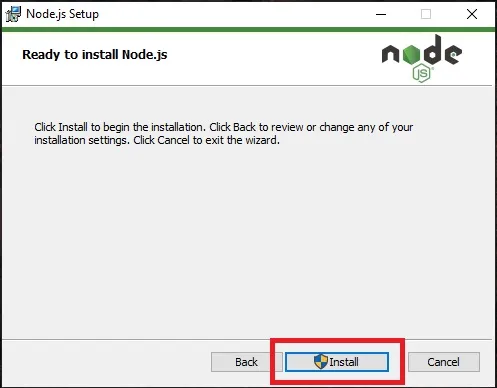 Node.js Setup
Ready to install Node.js
node
JS
Click Install to begin the installation. Click Back to review or change any of your
installation settings. Click Cancel to exit the wizard.
Back Install Cancel